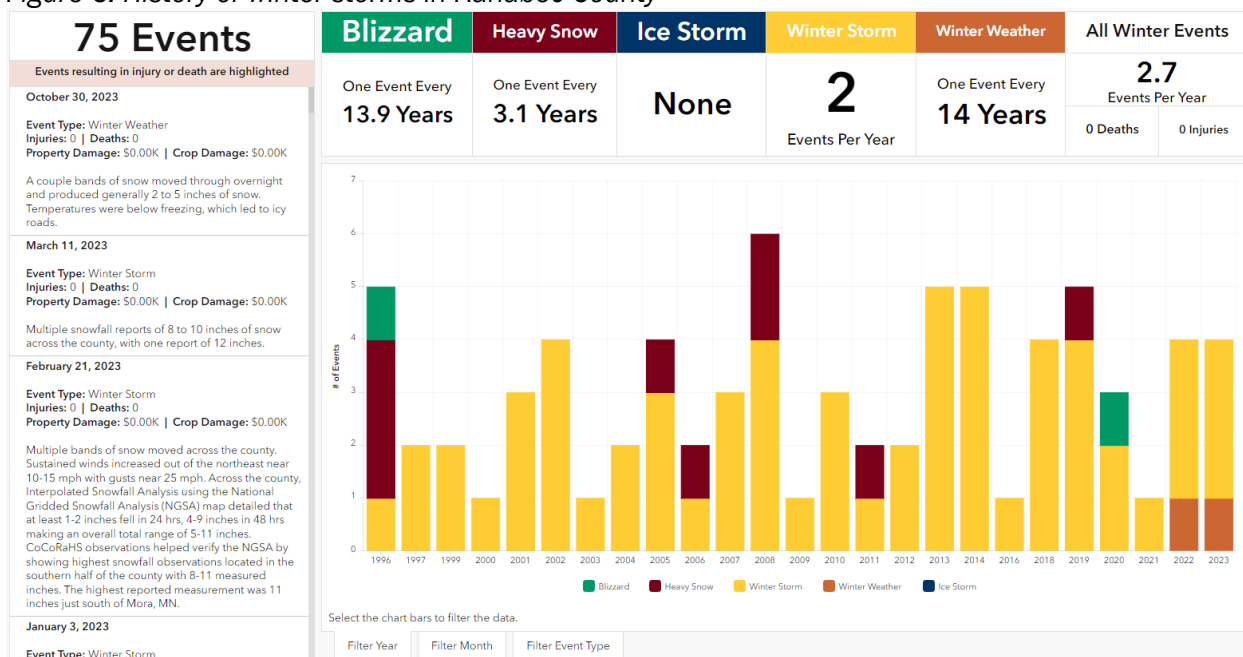 Figure 6. History of Winter Storms in Kanabec County
75 Events
Events resulting in injury or death are highlighted
October 30, 2023
Event Type: Winter Weather
Injuries: 0 | Deaths: 0
Property Damage: $0.00K | Crop Damage: $0.00K
A couple bands of snow moved through overnight
and produced generally 2 to 5 inches of snow.
Temperatures were below freezing, which led to icy
roads.
March 11, 2023
Event Type: Winter Storm
Injuries: 0 | Deaths: 0
Property Damage: $0.00K | Crop Damage: $0.00K
Multiple snowfall reports of 8 to 10 inches of snow
across the county, with one report of 12 inches.
February 21, 2023
Event Type: Winter Storm
Injuries: 0 | Deaths: 0
Property Damage: $0.00K | Crop Damage: $0.00K
Multiple bands of snow moved across the county.
Sustained winds increased out of the northeast near
10-15 mph with gusts near 25 mph. Across the county,
Interpolated Snowfall Analysis using the National
Gridded Snowfall Analysis (NGSA) map detailed that
at least 1-2 inches fell in 24 hrs, 4-9 inches in 48 hrs
making an overall total range of 5-11 inches.
CoCoRaHS observations helped verify the NGSA by
showing highest snowfall observations located in the
southern half of the county with 8-11 measured
inches. The highest reported measurement was 11
inches just south of Mora, MN.
January 3, 2023
Event Type: Winter Storm
Blizzard
One Event Every
13.9 Years
Heavy Snow
One Event Every
3.1 Years
Ice Storm
None
Winter Storm
2
Events Per Year
Winter Weather
One Event Every
14 Years
All Winter Events
2.7
Events Per Year
0 Deaths
0 Injuries
# of Events
7
6
5
4
3
2
1
0
1996 1997 1999 2000 2001 2002 2003 2004 2005 2006 2007 2008 2009 2010 2011 2012 2013 2014 2016 2018 2019 2020 2021 2022 2023
Blizzard Heavy Snow Winter Storm Winter Weather Ice Storm
Select the chart bars to filter the data.
Filter Year Filter Month Filter Event Type